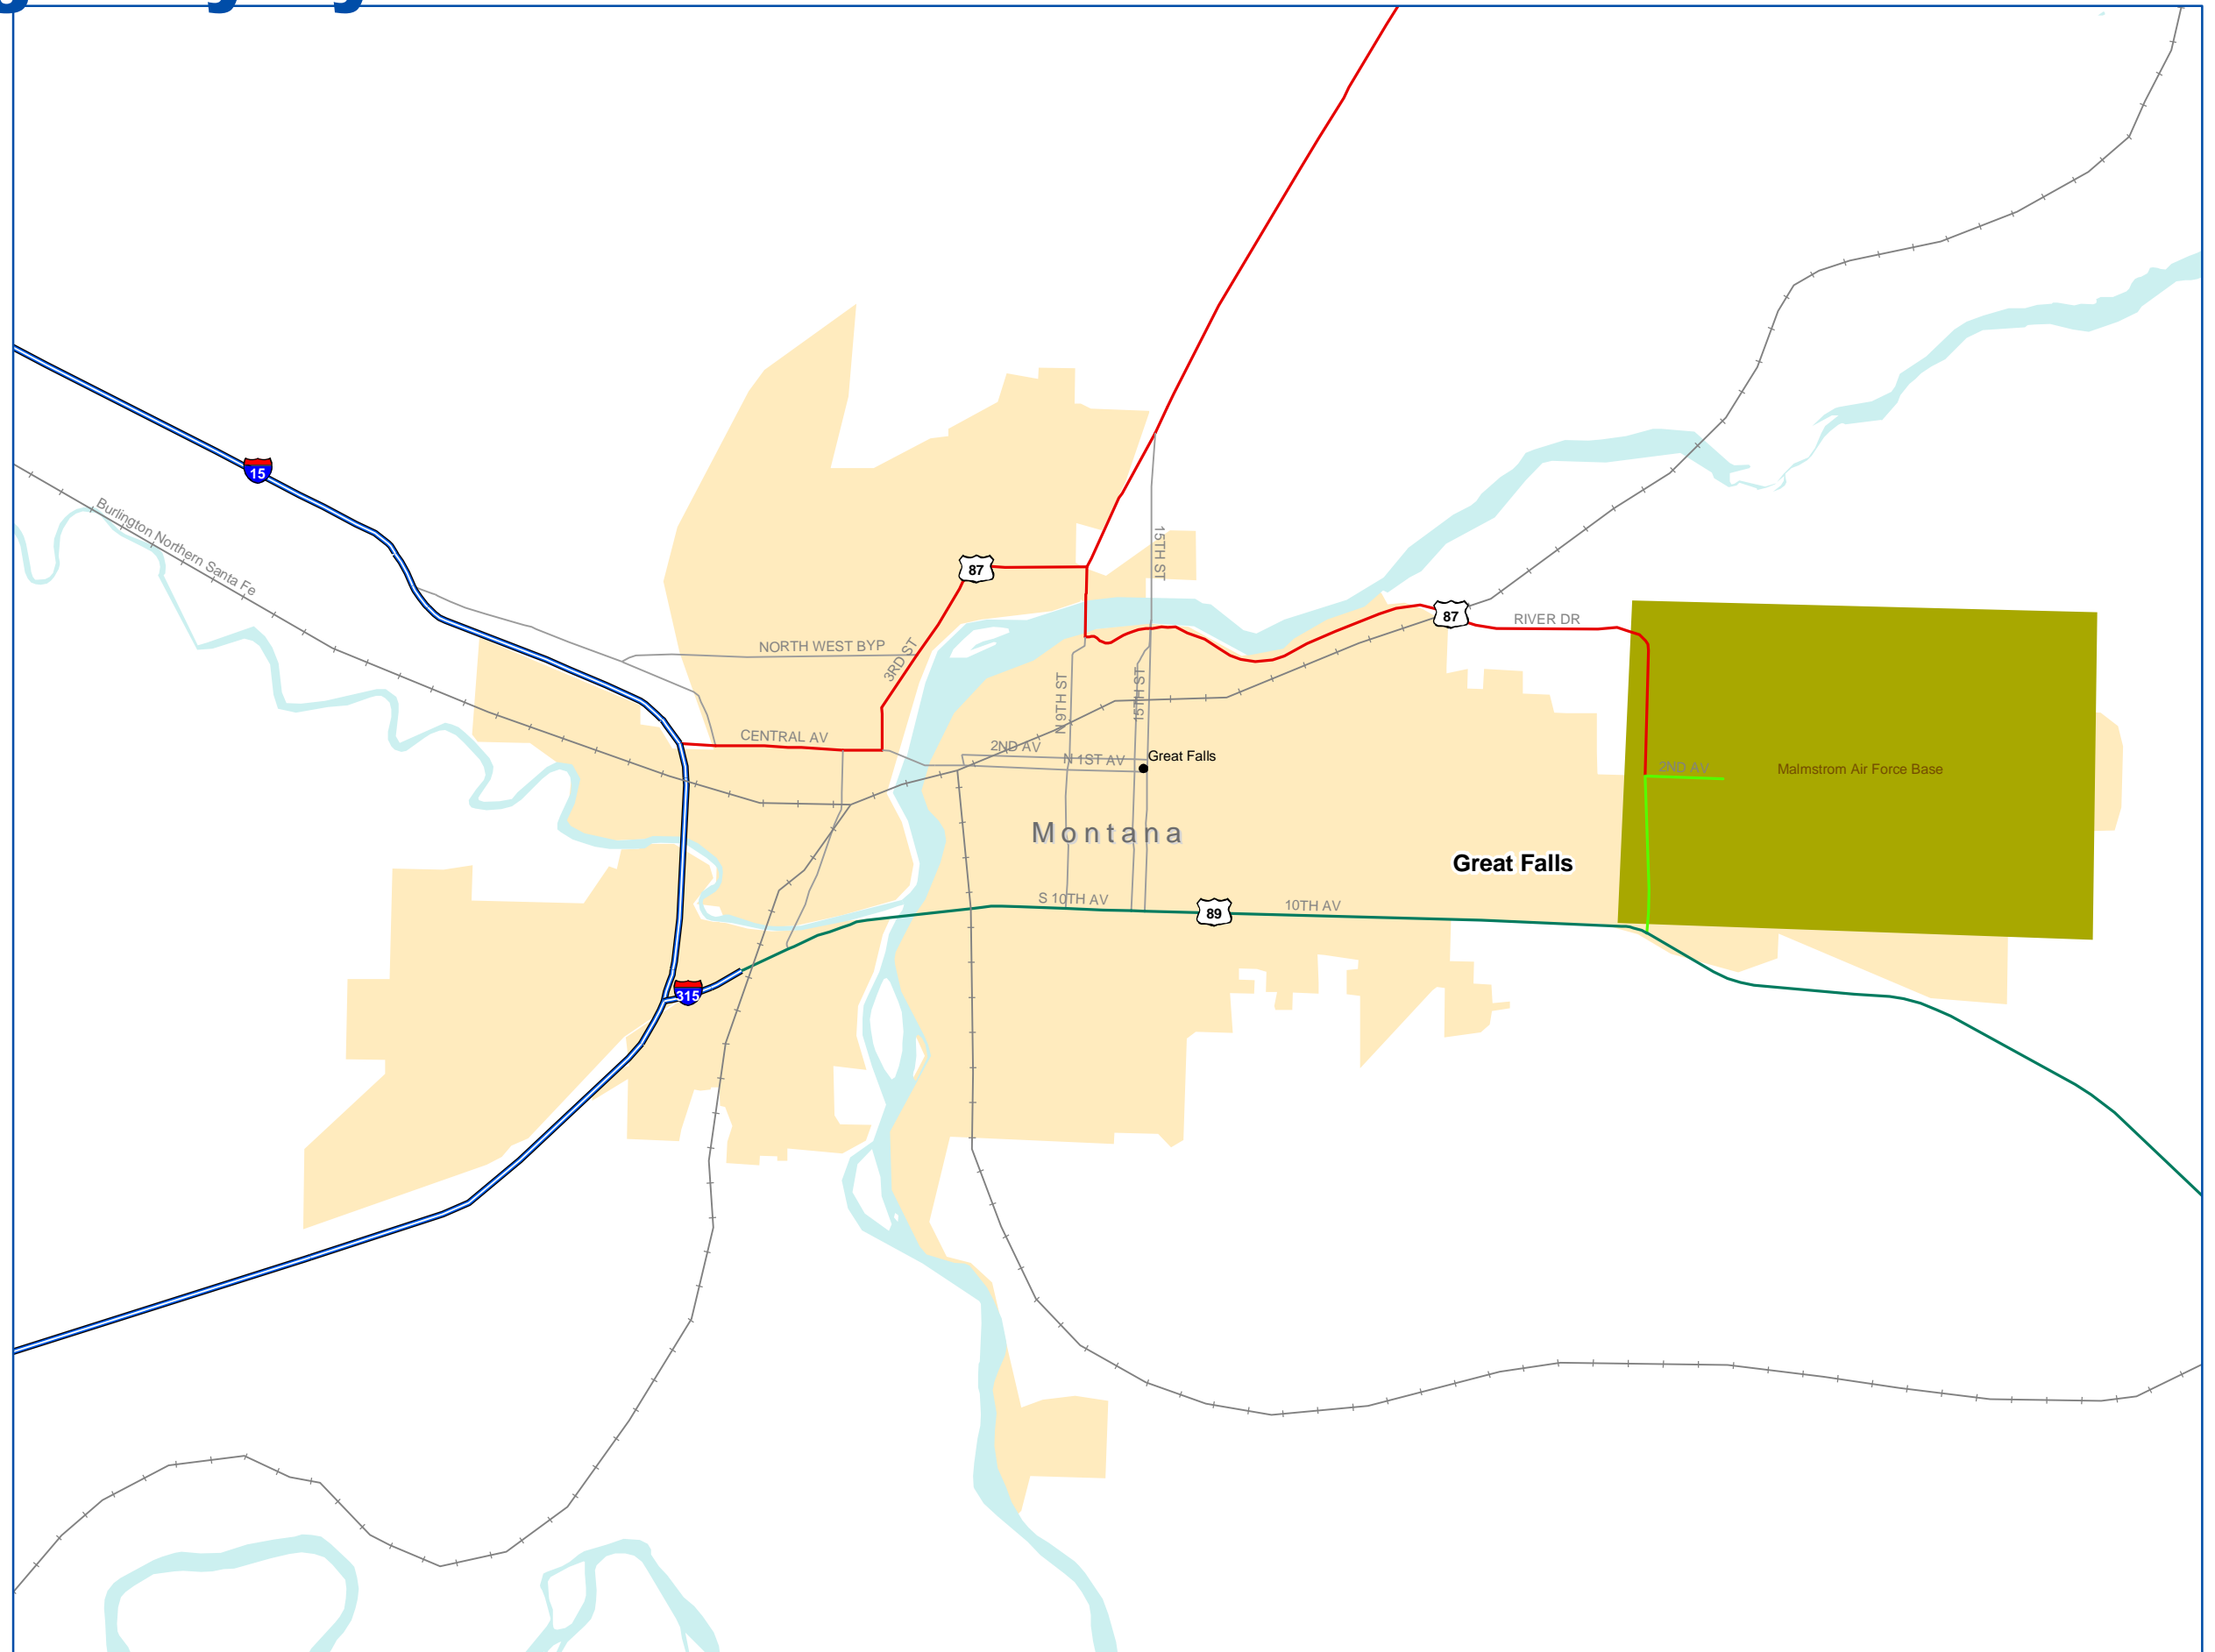 15
Burlington Northern Santa Fe
15TH ST
87
87
RIVER DR
NORTH WEST BYP
3RD ST
N 9TH ST
15TH ST
CENTRAL AV
2ND AV
N 1ST AV
Great Falls
2ND AV
Malmstrom Air Force Base
Montana
Great Falls
S 10TH AV
89
10TH AV
315